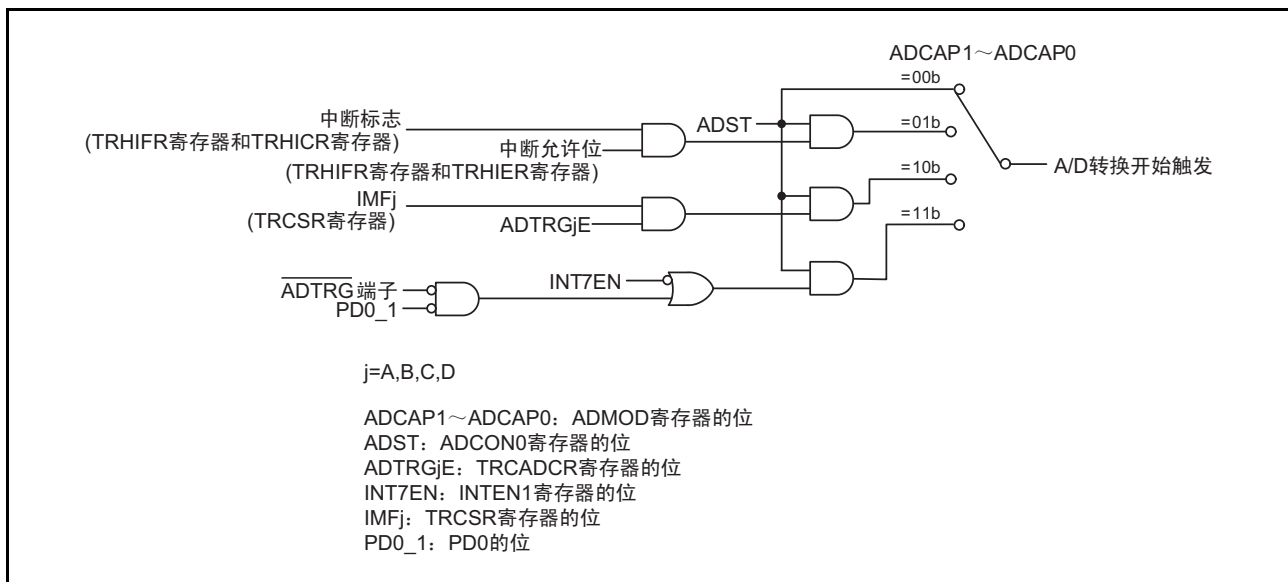 ADCAP1～ADCAP0
=00b
中断标志
(TRHIFR寄存器和TRHICR寄存器)
ADST
=01b
中断允许位
(TRHIFR寄存器和TRHIER寄存器)
A/D转换开始触发
=10b
IMFj
(TRCSR寄存器)
ADTRGjE
=11b
ADTRG 端子
INT7EN
PD0_1
j=A,B,C,D
ADCAP1～ADCAP0：ADMOD寄存器的位
ADST：ADCON0寄存器的位
ADTRGjE：TRCADCR寄存器的位
INT7EN：INTEN1寄存器的位
IMFj：TRCSR寄存器的位
PD0_1：PD0的位